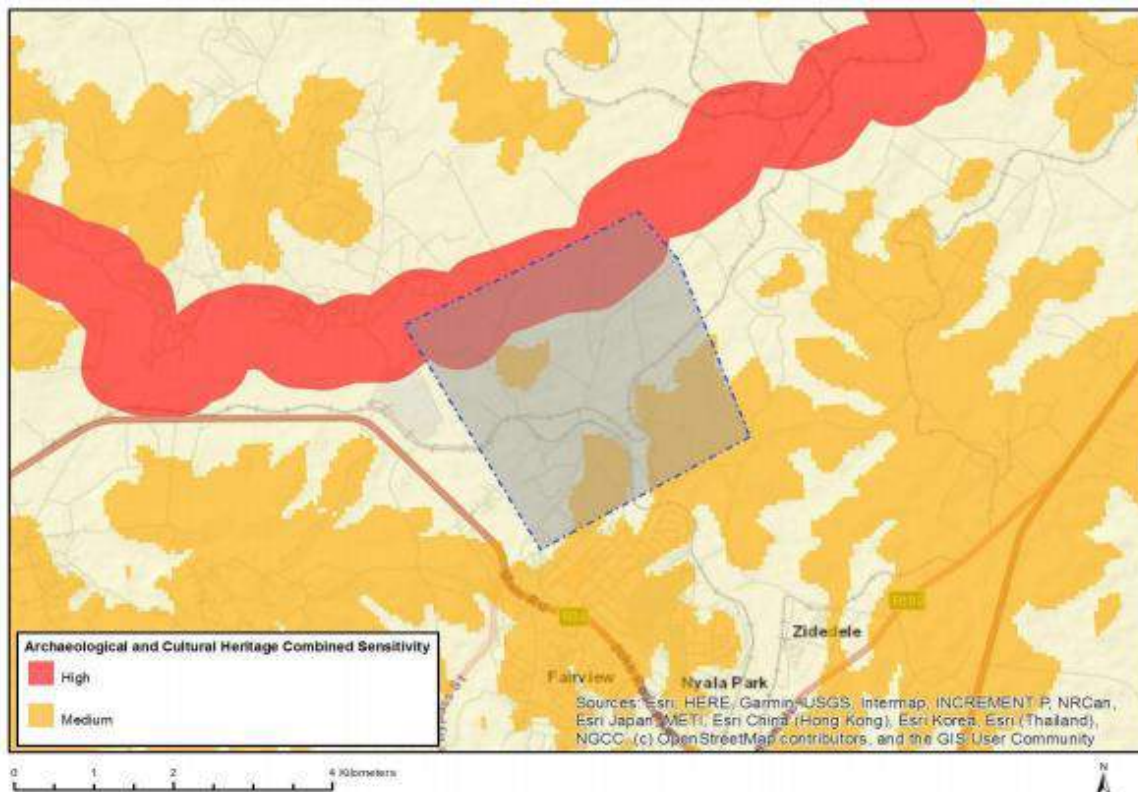 Zidedele
Fairview
Nyala Park
Archaeological and Cultural Heritage Combined Sensitivity
High
Medium
Sources: Esri, HERE, Garmin, USGS, Intermap, INCREMENT P, NRCan,
Esri Japan, METI, Esri China (Hong Kong), Esri Korea, Esri (Thailand),
NGCC, (c) OpenStreetMap contributors, and the GIS User Community
0 1 2 4 Kilometers
N